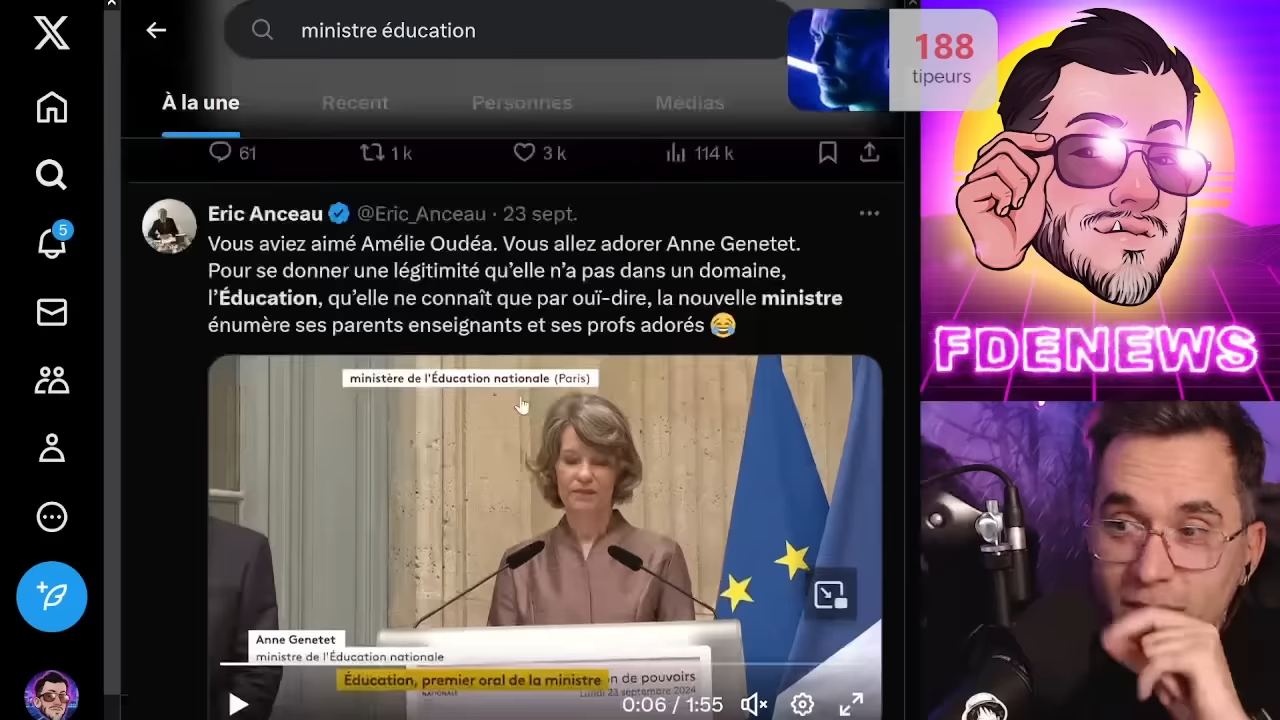 ministre éducation
188
tipeurs
À la une
Récent
Personnes
Médias
61
1 k
3 k
114 k
5
Eric Anceau @Eric_Anceau · 23 sept.
Vous aviez aimé Amélie Oudéa. Vous allez adorer Anne Genetet.
Pour se donner une légitimité qu’elle n’a pas dans un domaine,
l’Éducation, qu’elle ne connaît que par ouï-dire, la nouvelle ministre
énumère ses parents enseignants et ses profs adorés 😂
ministère de l'Éducation nationale (Paris)
Anne Genetet
ministre de l'Éducation nationale
Éducation, premier oral de la ministre
n de pouvoirs
Lundi 23 septembre 2024
NATIONALE
0:06 / 1:55
FDENEWS